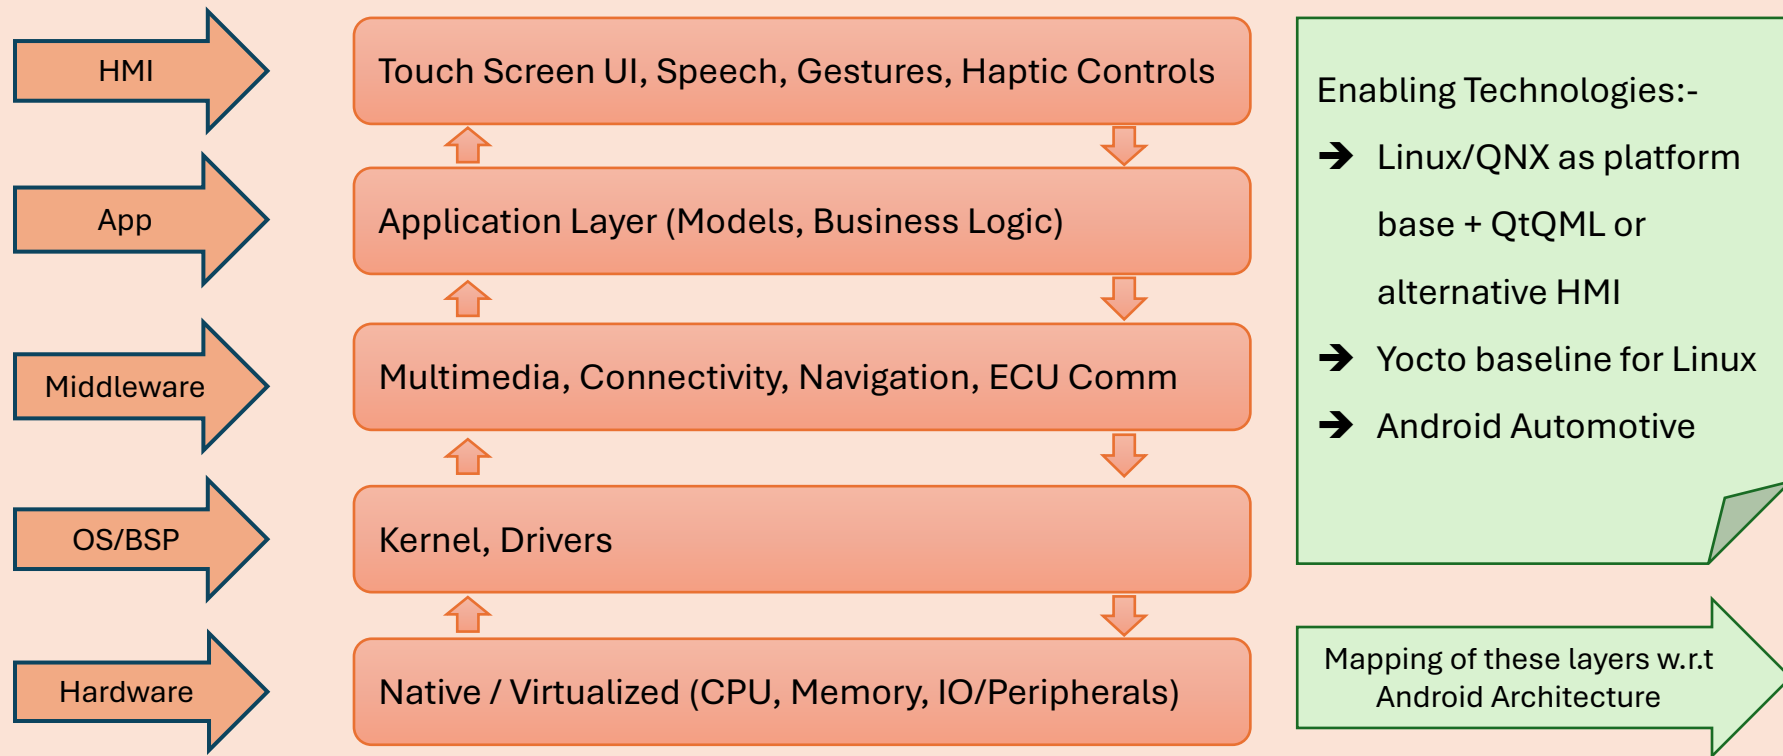 HMI
Touch Screen UI, Speech, Gestures, Haptic Controls
App
Application Layer (Models, Business Logic)
Middleware
Multimedia, Connectivity, Navigation, ECU Comm
OS/BSP
Kernel, Drivers
Hardware
Native / Virtualized (CPU, Memory, IO/Peripherals)
Enabling Technologies:-
➔ Linux/QNX as platform
base + QtQML or
alternative HMI
➔ Yocto baseline for Linux
➔ Android Automotive
Mapping of these layers w.r.t
Android Architecture